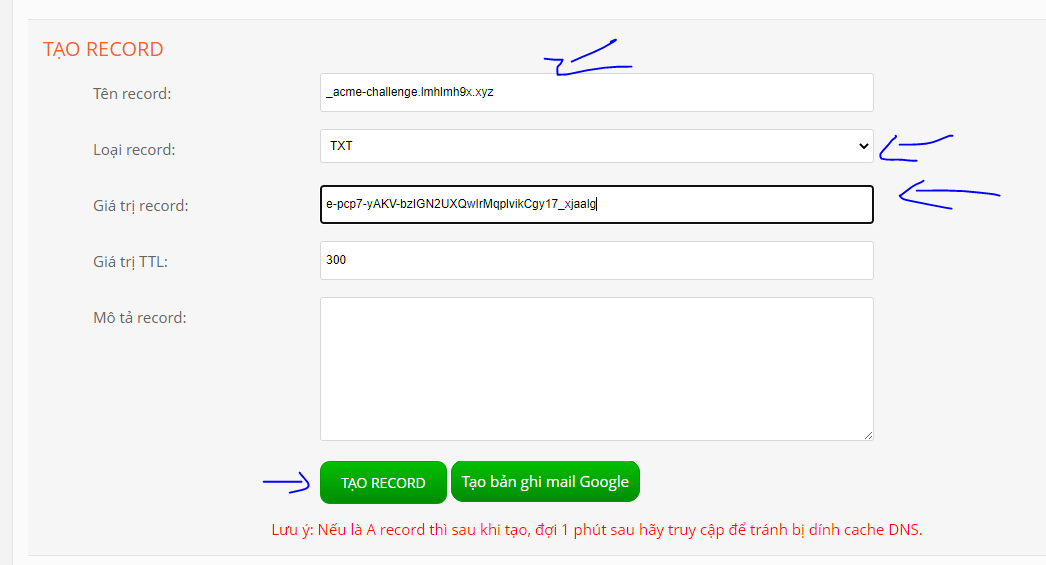 TẠO RECORD
Tên record:
_acme-challenge.lmhlmh9x.xyz
Loại record:
TXT
Giá trị record:
e-pcp7-yAKV-bzIGN2UXQwIrMqplvikCgy17_xjaaIg
Giá trị TTL:
300
Mô tả record:
TẠO RECORD
Tạo bản ghi mail Google
Lưu ý: Nếu là A record thì sau khi tạo, đợi 1 phút sau hãy truy cập để tránh bị dính cache DNS.